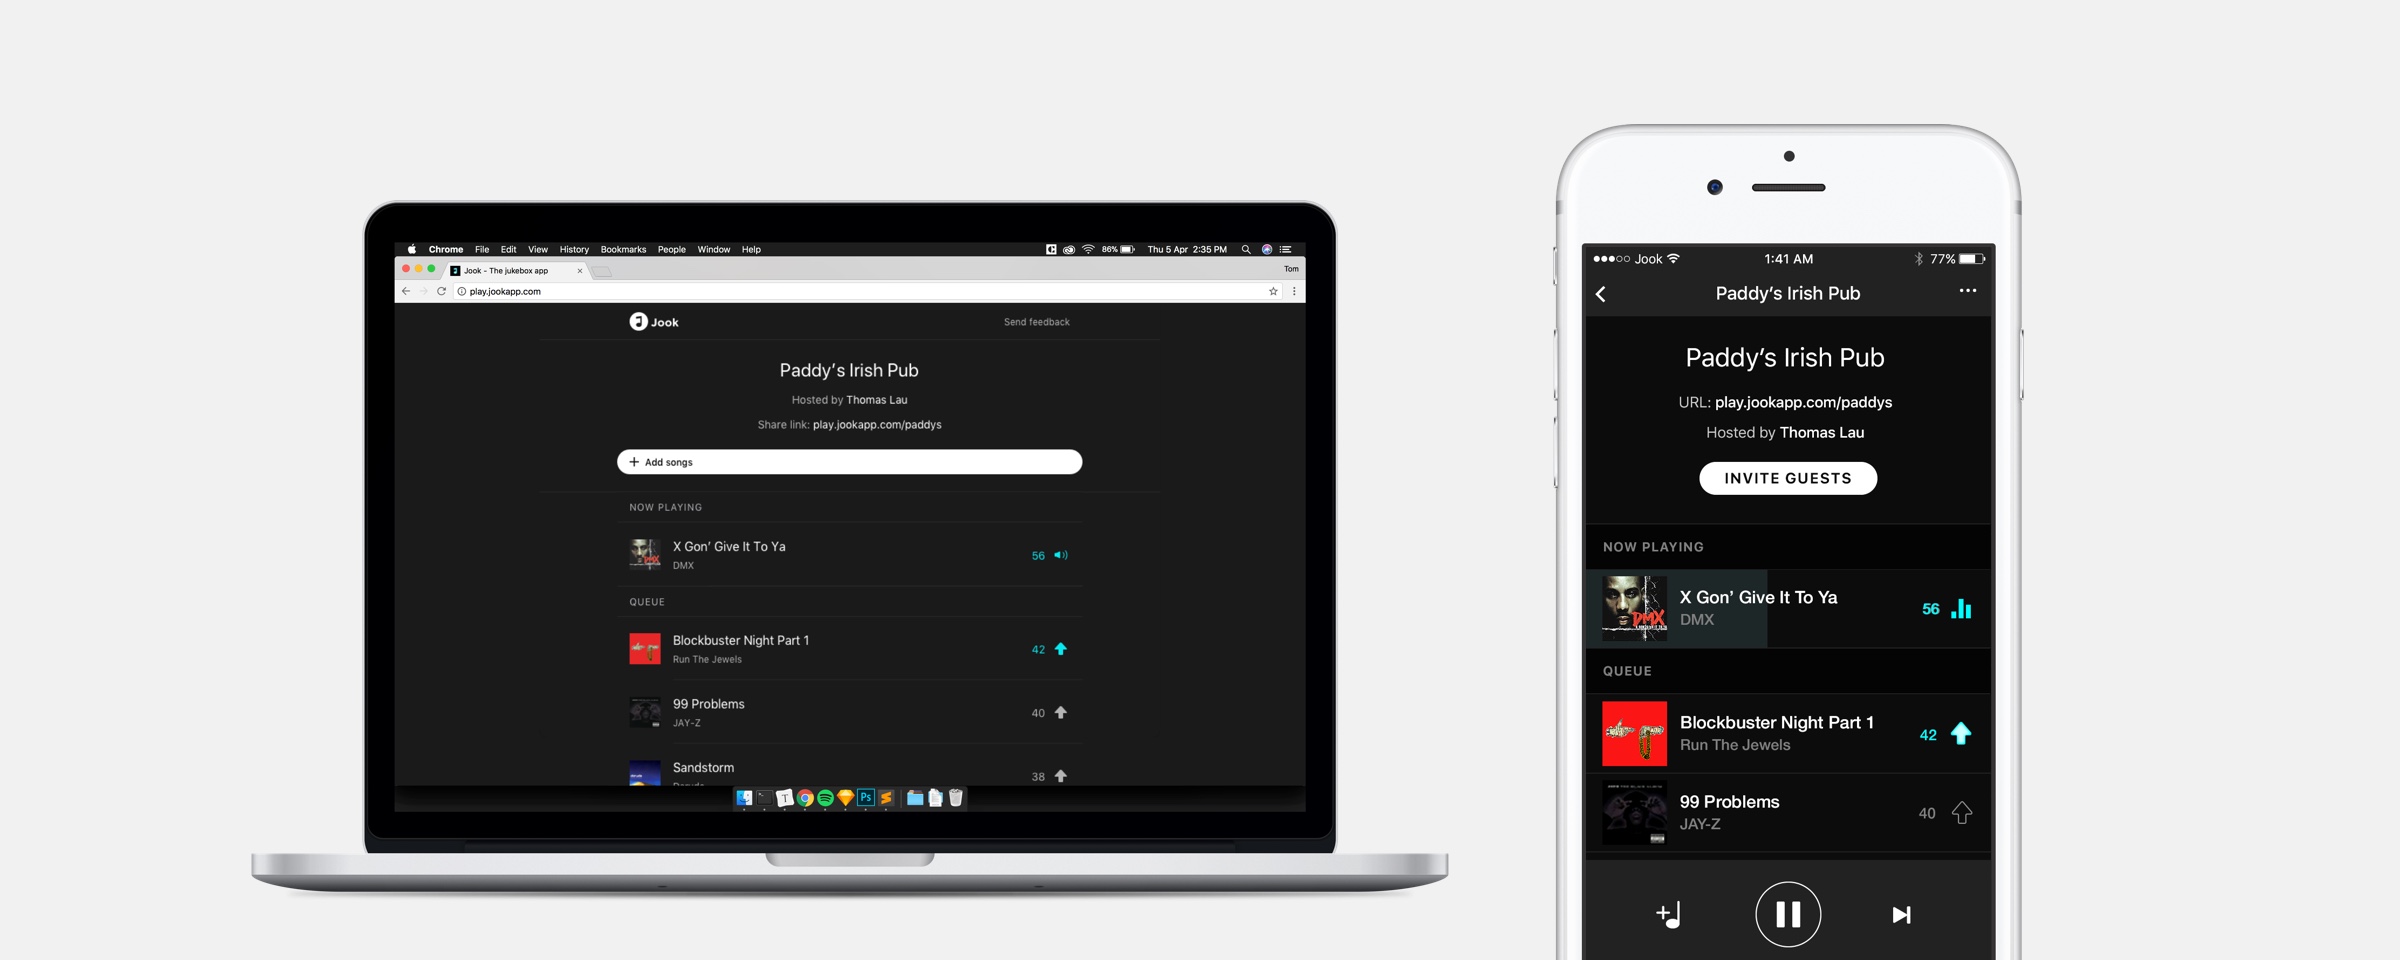 Chrome File Edit View History Bookmarks People Window Help 86% Thu 5 Apr 2:35 PM
Jook - The jukebox app
Tom
play.jookapp.com
Jook
Send feedback
Paddy’s Irish Pub
Hosted by Thomas Lau
Share link: play.jookapp.com/paddys
+ Add songs
NOW PLAYING
X Gon’ Give It To Ya
DMX
56
QUEUE
Blockbuster Night Part 1
Run The Jewels
42
99 Problems
JAY-Z
40
Sandstorm
38
T
Ps
Jook 1:41 AM 77%
Paddy’s Irish Pub
Paddy’s Irish Pub
URL: play.jookapp.com/paddys
Hosted by Thomas Lau
INVITE GUESTS
NOW PLAYING
DMX
X Gon’ Give It To Ya
DMX
56
QUEUE
Blockbuster Night Part 1
Run The Jewels
42
99 Problems
JAY-Z
40